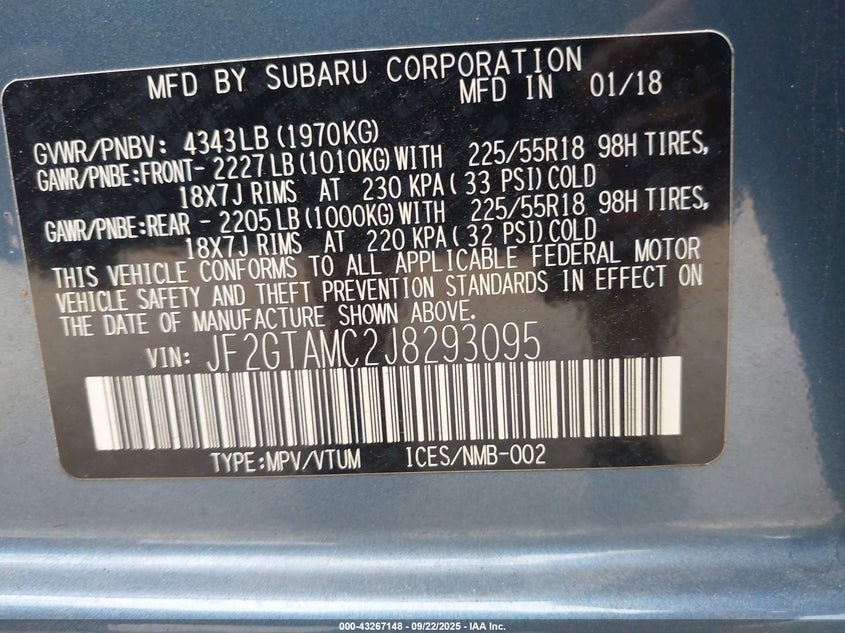 MFD BY SUBARU CORPORATION
MFD IN 01/18
GVWR/PNBV: 4343LB(1970KG)
GAWR/PNBE:FRONT- 2227LB(1010KG)WITH 225/55R18 98H TIRES,
18X7J RIMS AT 230 KPA( 33 PSI)COLD
GAWR/PNBE:REAR - 2205LB(1000KG)WITH 225/55R18 98H TIRES,
18X7J RIMS AT 220 KPA( 32 PSI)COLD
THIS VEHICLE CONFORMS TO ALL APPLICABLE FEDERAL MOTOR
VEHICLE SAFETY AND THEFT PREVENTION STANDARDS IN EFFECT ON
THE DATE OF MANUFACTURE SHOWN ABOVE.
VIN: JF2GTAMC2J8293095
TYPE:MPV/VTUM ICES/NMB-002
000-43267148 - 09/22/2025 - IAA Inc.